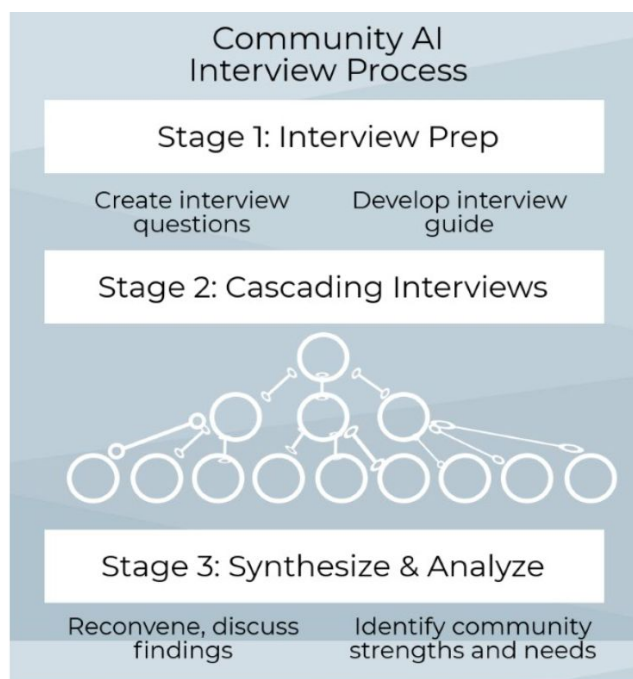 Community AI
Interview Process
Stage 1: Interview Prep
Create interview
questions
Develop interview
guide
Stage 2: Cascading Interviews
Stage 3: Synthesize & Analyze
Reconvene, discuss
findings
Identify community
strengths and needs